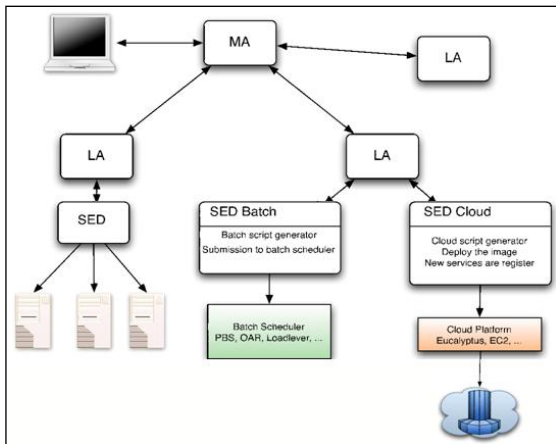 MA
LA
LA
LA
SED
SED Batch
Batch script generator
Submission to batch scheduler
SED Cloud
Cloud script generator
Deploy the image
New services are register
Batch Scheduler
PBS, OAR, Loadlever, ...
Cloud Platform
Eucalyptus, EC2, ...